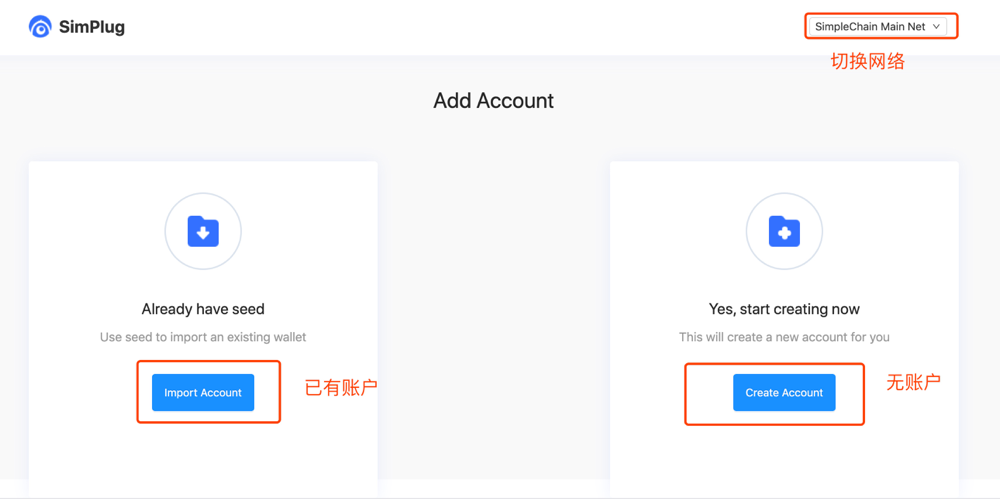 SimPlug
SimpleChain Main Net
切换网络
Add Account
Already have seed
Use seed to import an existing wallet
Import Account
已有账户
Yes, start creating now
This will create a new account for you
Create Account
无账户